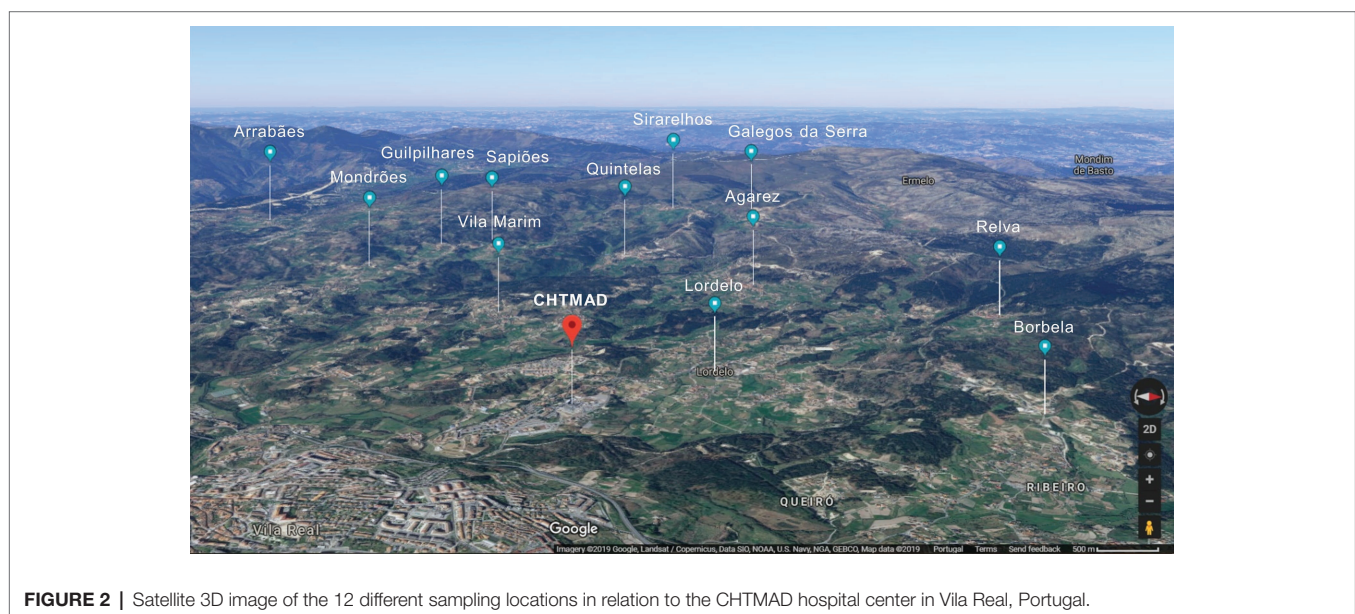 Sirarelhos
Arrabães
Galegos da Serra
Guilpilhares
Sapiões
Mondim
de Basto
Quintelas
Mondrões
Ermelo
Agarez
Vila Marim
Relva
Lordelo
CHTMAD
Borbela
Lordelo
2D
+
−
RIBEIRO
QUEIRÓ
Vila Real
Google
Imagery ©2019 Google, Landsat / Copernicus, Data SIO, NOAA, U.S. Navy, NGA, GEBCO, Map data ©2019 Portugal Terms Send feedback 500 m
FIGURE 2 | Satellite 3D image of the 12 different sampling locations in relation to the CHTMAD hospital center in Vila Real, Portugal.